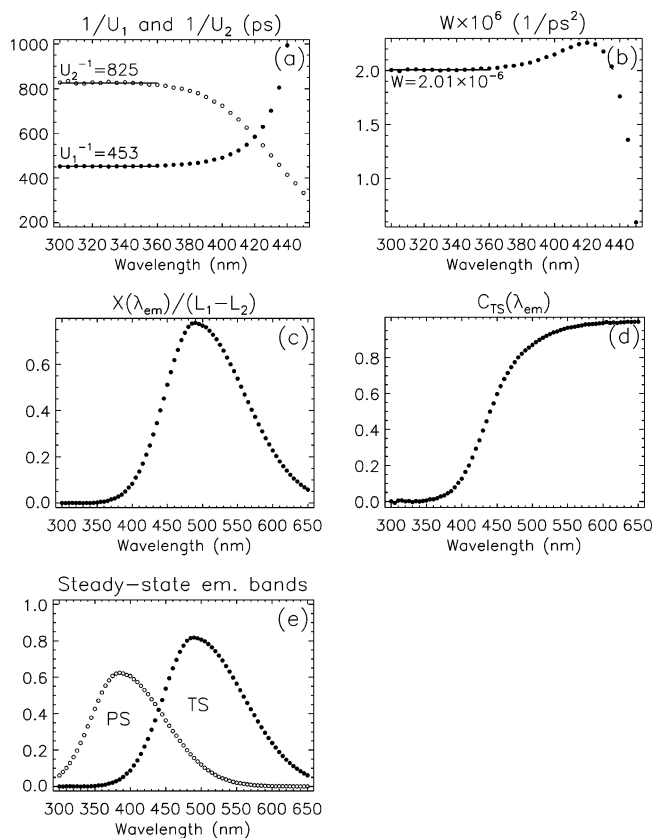 1/U₁ and 1/U₂ (ps)
1000
800
600
400
200
U₂⁻¹=825
U₁⁻¹=453
(a)
300 320 340 360 380 400 420 440
Wavelength (nm)
W×10⁶ (1/ps²)
2.0
1.5
1.0
W=2.01×10⁻⁶
(b)
300 320 340 360 380 400 420 440
Wavelength (nm)
X(λem)/(L₁−L₂)
0.6
0.4
0.2
0.0
(c)
300 350 400 450 500 550 600 650
Wavelength (nm)
C_TS(λem)
0.8
0.6
0.4
0.2
0.0
(d)
300 350 400 450 500 550 600 650
Wavelength (nm)
Steady−state em. bands
1.0
0.8
0.6
0.4
0.2
0.0
PS
TS
(e)
300 350 400 450 500 550 600 650
Wavelength (nm)